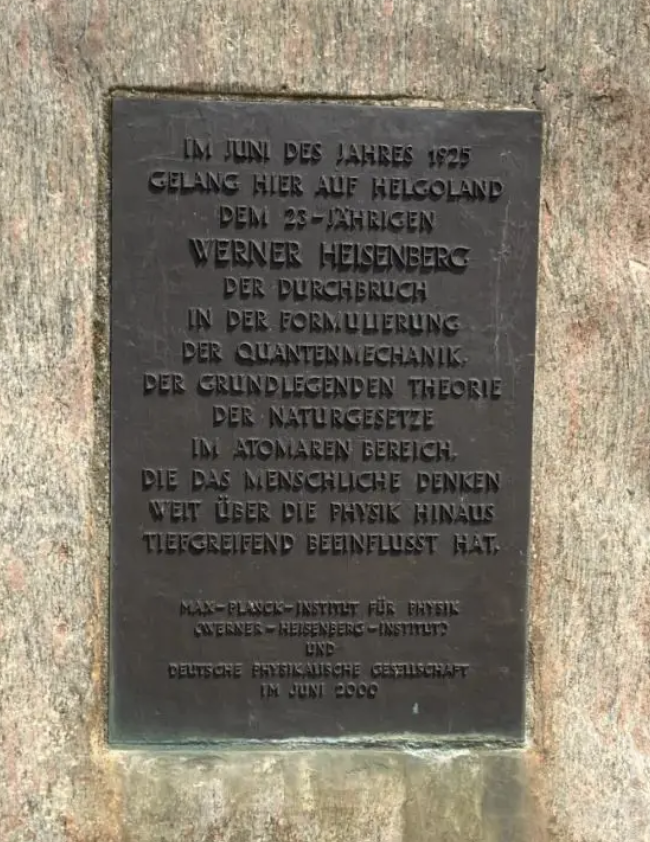 IM JUNI DES JAHRES 1925
GELANG HIER AUF HELGOLAND
DEM 23-JÄHRIGEN
WERNER HEISENBERG
DER DURCHBRUCH
IN DER FORMULIERUNG
DER QUANTENMECHANIK,
DER GRUNDLEGENDEN THEORIE
DER NATURGESETZE
IM ATOMAREN BEREICH,
DIE DAS MENSCHLICHE DENKEN
WEIT ÜBER DIE PHYSIK HINAUS
TIEFGREIFEND BEEINFLUSST HAT.
MAX-PLANCK-INSTITUT FÜR PHYSIK
(WERNER-HEISENBERG-INSTITUT)
UND
DEUTSCHE PHYSIKALISCHE GESELLSCHAFT
IM JUNI 2000